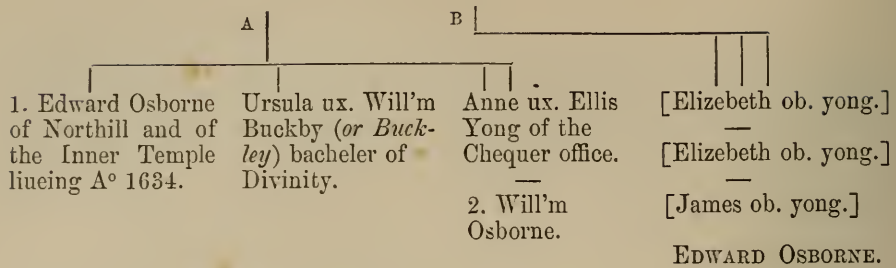 A
B
1. Edward Osborne
of Northill and of
the Inner Temple
liueing Aº 1634.
Ursula ux. Will'm
Buckby (or Buck-
ley) bacheler of
Divinity.
Anne ux. Ellis
Yong of the
Chequer office.
—
2. Will'm
Osborne.
[Elizebeth ob. yong.]
—
[Elizebeth ob. yong.]
—
[James ob. yong.]
EDWARD OSBORNE.